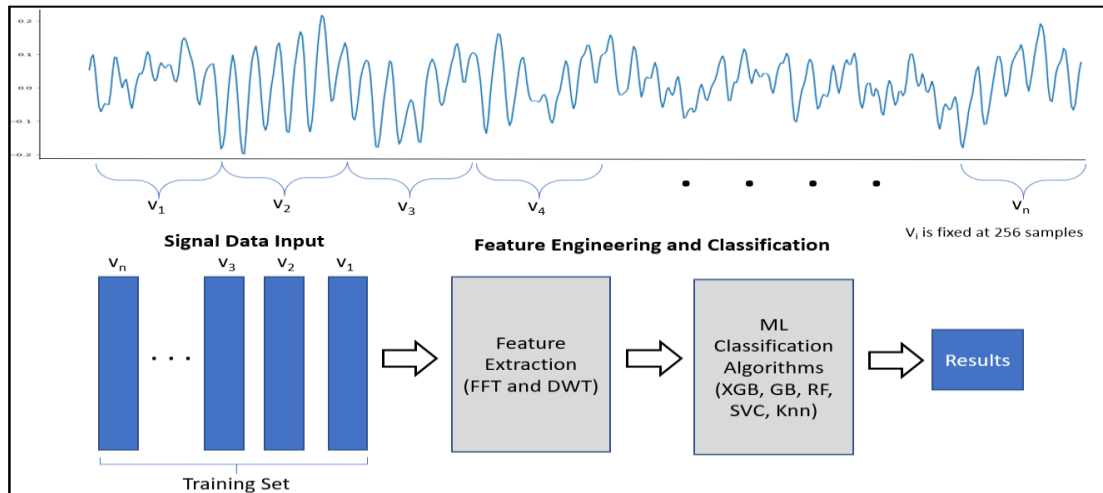 0.2
0.1
0.0
-0.1
-0.2
v1 v2 v3 v4 vn
Vi is fixed at 256 samples
Signal Data Input
Feature Engineering and Classification
vn . . . v3 v2 v1
Feature
Extraction
(FFT and DWT)
ML
Classification
Algorithms
(XGB, GB, RF,
SVC, Knn)
Results
Training Set